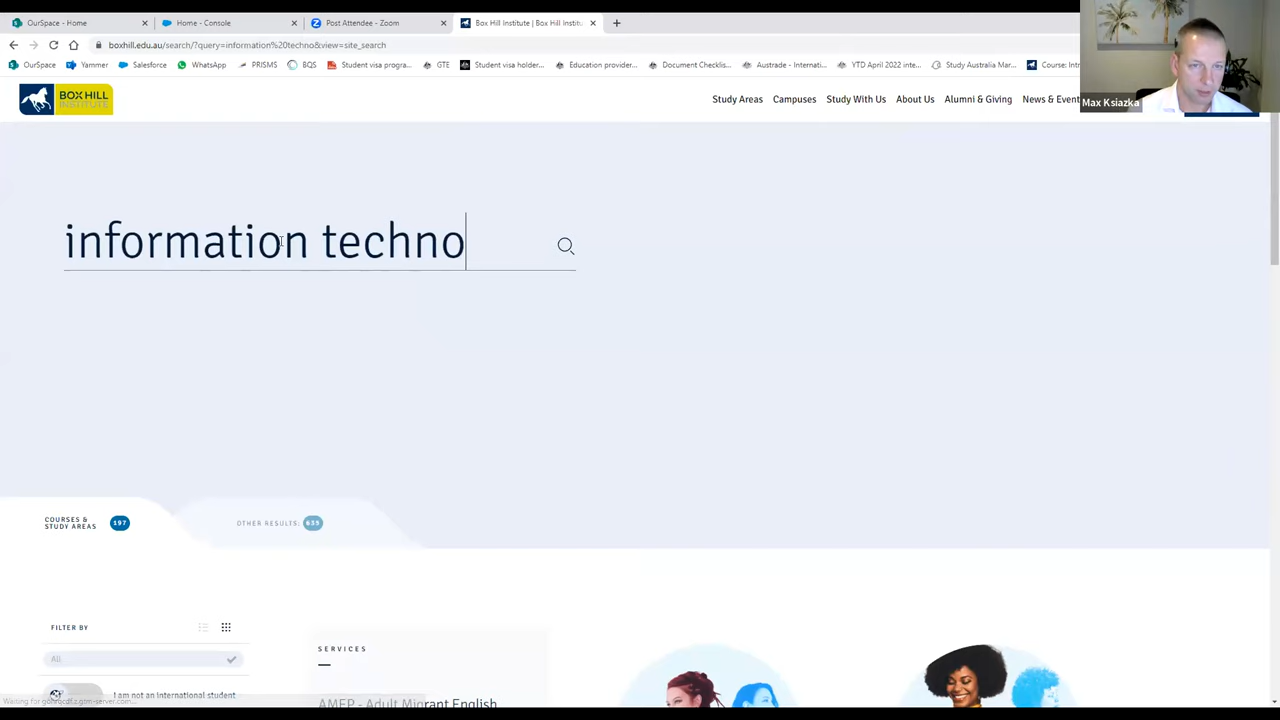 OurSpace - Home
Home - Console
Post Attendee - Zoom
Box Hill Institute | Box Hill Institu
boxhill.edu.au/search/?query=information%20techno&view=site_search
OurSpace
Yammer
Salesforce
WhatsApp
PRISMS
BQS
Student visa progra...
GTE
Student visa holder...
Education provider...
Document Checklis...
Austrade - Internati...
YTD April 2022 inte...
Study Australia Mar...
Course: Int
Max Ksiazka
BOX HILL
INSTITUTE
Study Areas
Campuses
Study With Us
About Us
Alumni & Giving
News & Event
information techno
COURSES &
STUDY AREAS
197
OTHER RESULTS:
635
FILTER BY
All
I am not an international student
SERVICES
AMEP - Adult Migrant English